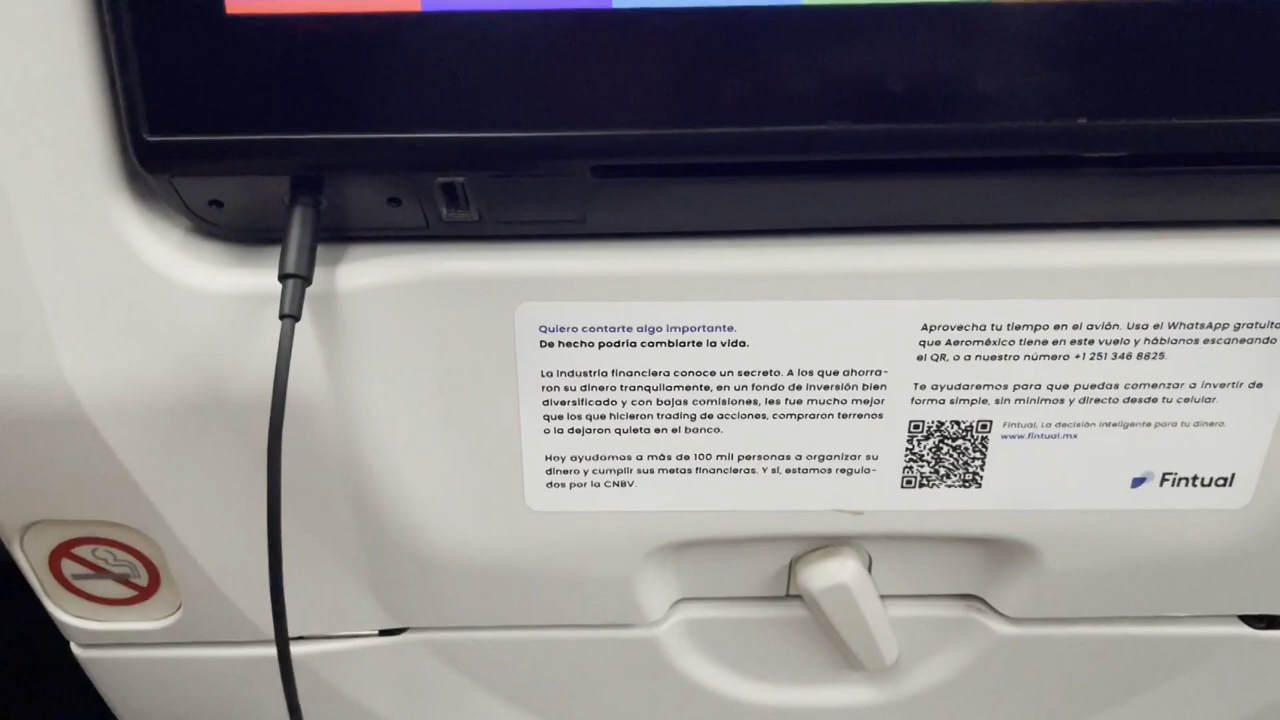 Quiero contarte algo importante.
De hecho podría cambiarte la vida.
La industria financiera conoce un secreto. A los que ahorra-
ron su dinero tranquilamente, en un fondo de inversión bien
diversificado y con bajas comisiones, les fue mucho mejor
que los que hicieron trading de acciones, compraron terrenos
o la dejaron quieta en el banco.
Hoy ayudamos a más de 100 mil personas a organizar su
dinero y cumplir sus metas financieras. Y sí, estamos regula-
dos por la CNBV.
Aprovecha tu tiempo en el avión. Usa el WhatsApp gratuito
que Aeroméxico tiene en este vuelo y háblanos escaneando
el QR, o a nuestro número +1 251 346 8825.
Te ayudaremos para que puedas comenzar a invertir de
forma simple, sin mínimos y directo desde tu celular.
Fintual, La decisión inteligente para tu dinero.
www.fintual.mx
Fintual